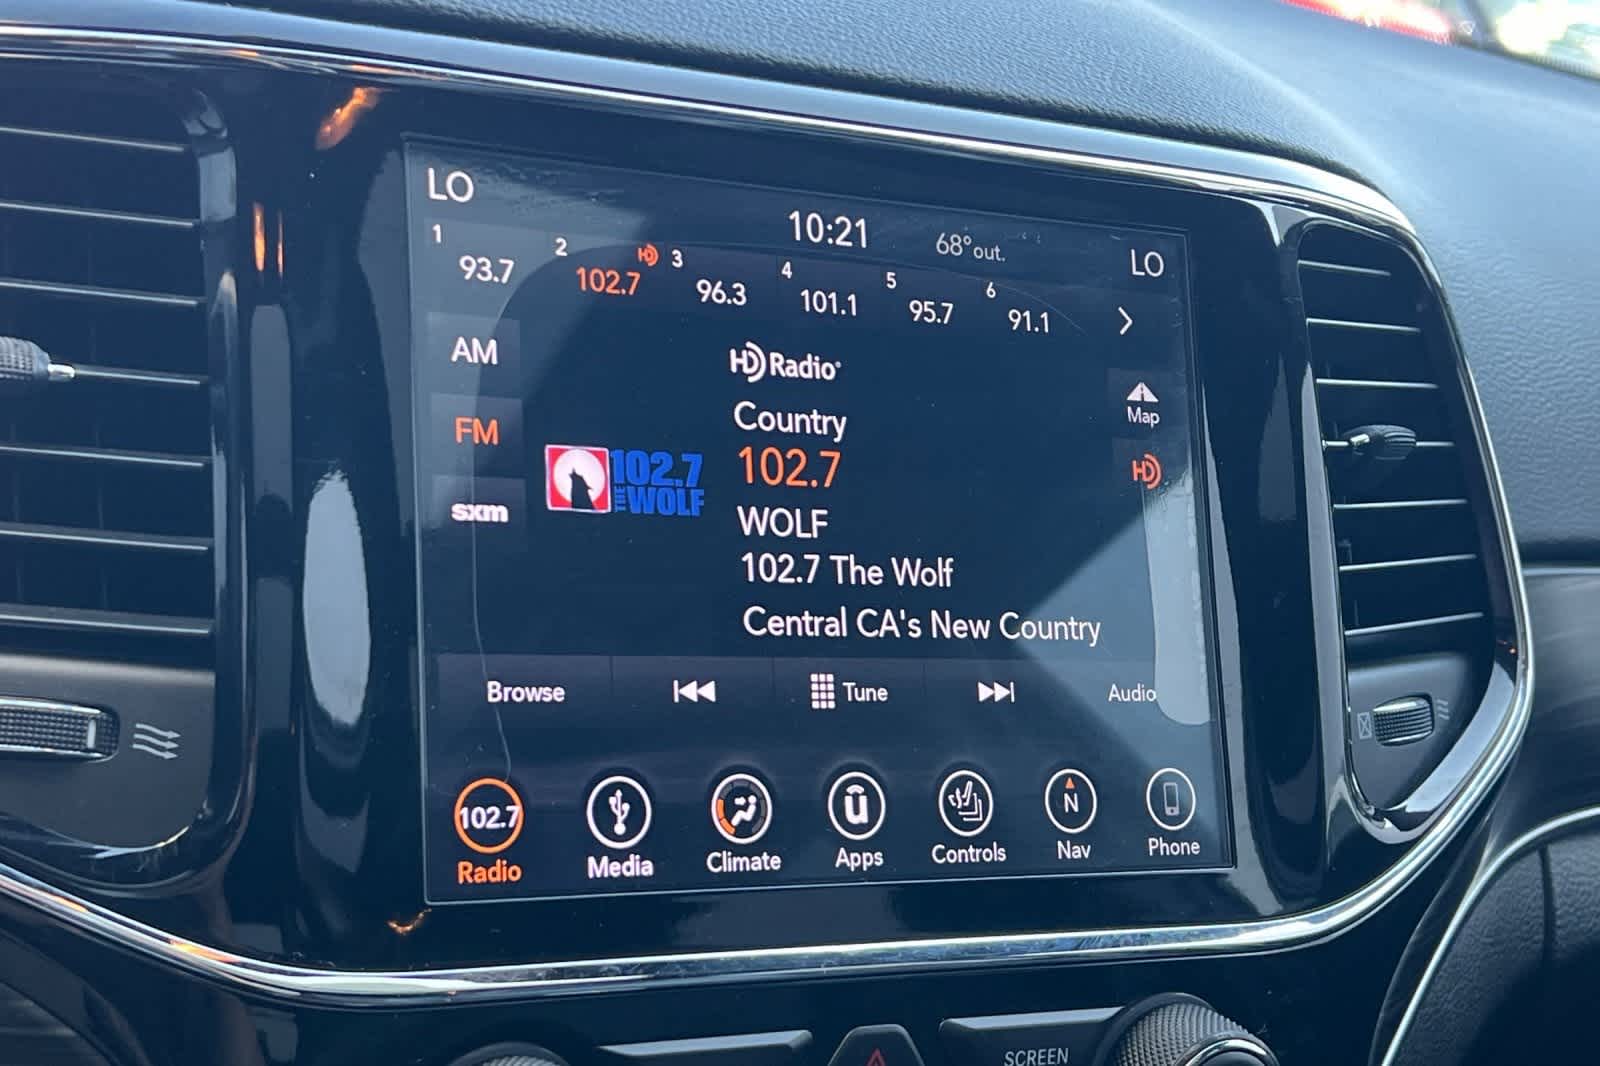 LO
10:21
68° out.
LO
1 93.7
2 102.7 HD
3 96.3
4 101.1
5 95.7
6 91.1
AM
FM
sxm
HD Radio
Country
102.7
WOLF
102.7 The Wolf
Central CA's New Country
102.7
THE WOLF
Map
HD
Browse
Tune
Audio
102.7
Radio
Media
Climate
u
Apps
Controls
N
Nav
Phone
SCREEN